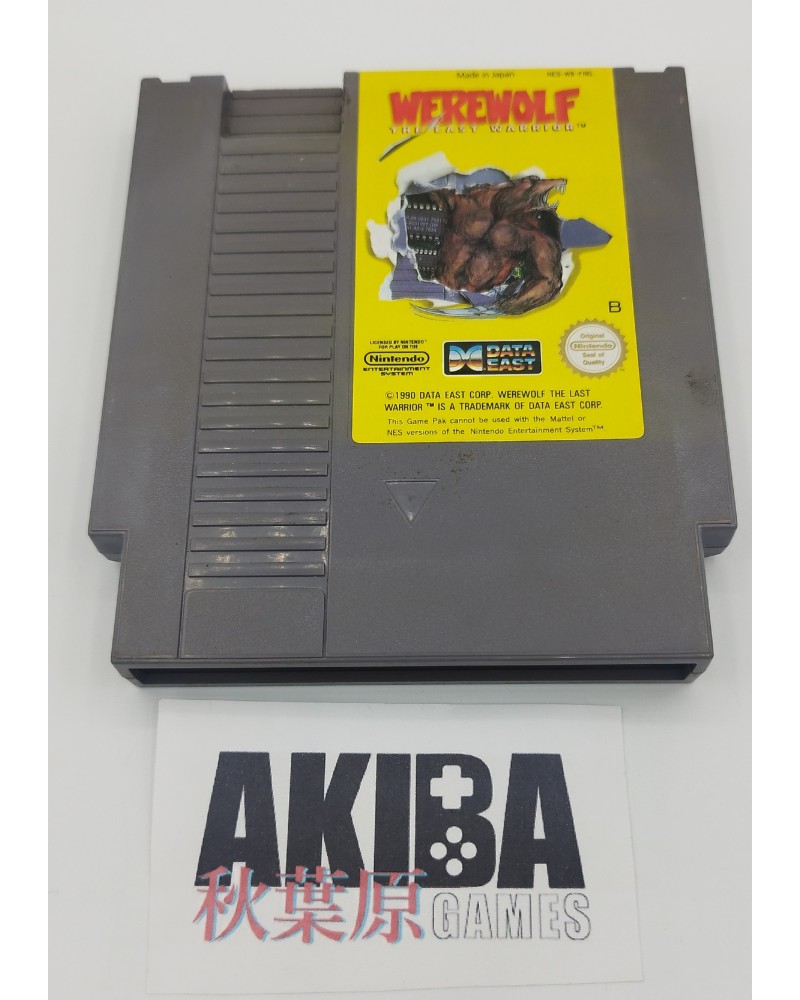 Made in Japan NES-W8-FRG
WEREWOLF
THE LAST WARRIOR™
B
LICENSED BY NINTENDO®
FOR PLAY ON THE
Nintendo®
ENTERTAINMENT
SYSTEM™
DATA
EAST
Original
Nintendo
Seal of
Quality
©1990 DATA EAST CORP. WEREWOLF THE LAST
WARRIOR ™ IS A TRADEMARK OF DATA EAST CORP.
This Game Pak cannot be used with the Mattel or
NES versions of the Nintendo Entertainment System™
AKIBA
秋葉原 GAMES